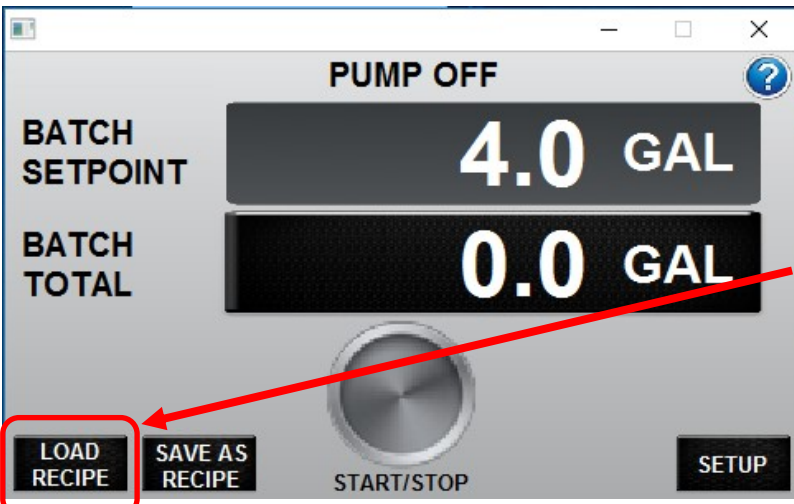 PUMP OFF
?
BATCH
SETPOINT
4.0 GAL
BATCH
TOTAL
0.0 GAL
LOAD
RECIPE
SAVE AS
RECIPE
START/STOP
SETUP